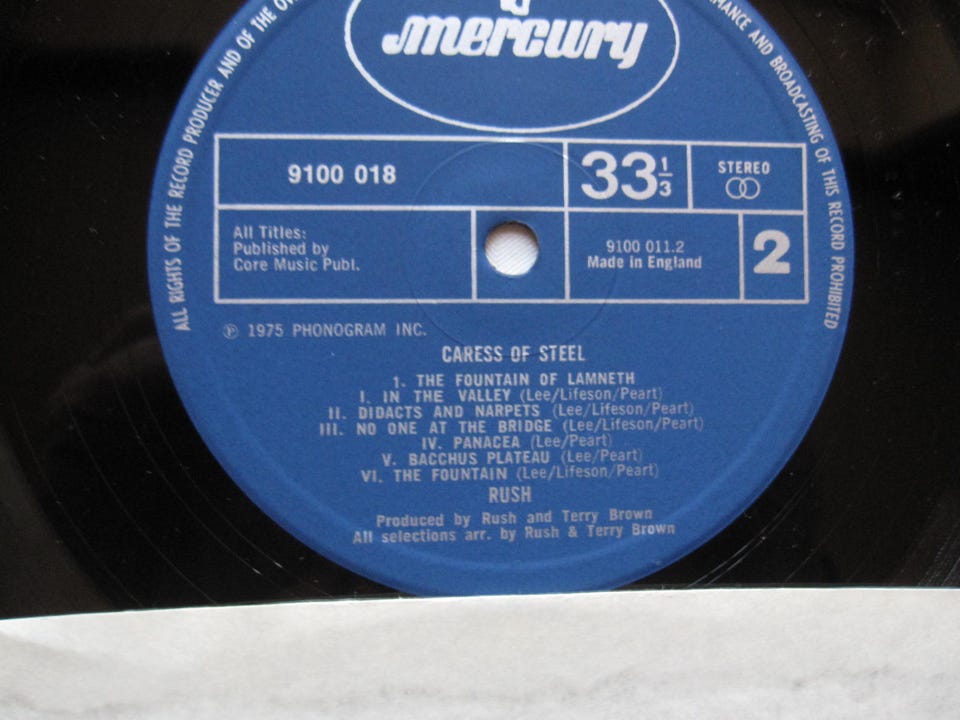 mercury
ALL RIGHTS OF THE RECORD PRODUCER AND OF THE
AND BROADCASTING OF THIS RECORD PROHIBITED
9100 018
33 1/3
STEREO
All Titles:
Published by
Core Music Publ.
9100 011.2
Made in England
2
℗ 1975 PHONOGRAM INC.
CARESS OF STEEL
1. THE FOUNTAIN OF LAMNETH
I. IN THE VALLEY (Lee/Lifeson/Peart)
II. DIDACTS AND NARPETS (Lee/Lifeson/Peart)
III. NO ONE AT THE BRIDGE (Lee/Lifeson/Peart)
IV. PANACEA (Lee/Peart)
V. BACCHUS PLATEAU (Lee/Peart)
VI. THE FOUNTAIN (Lee/Lifeson/Peart)
RUSH
Produced by Rush and Terry Brown
All selections arr. by Rush & Terry Brown